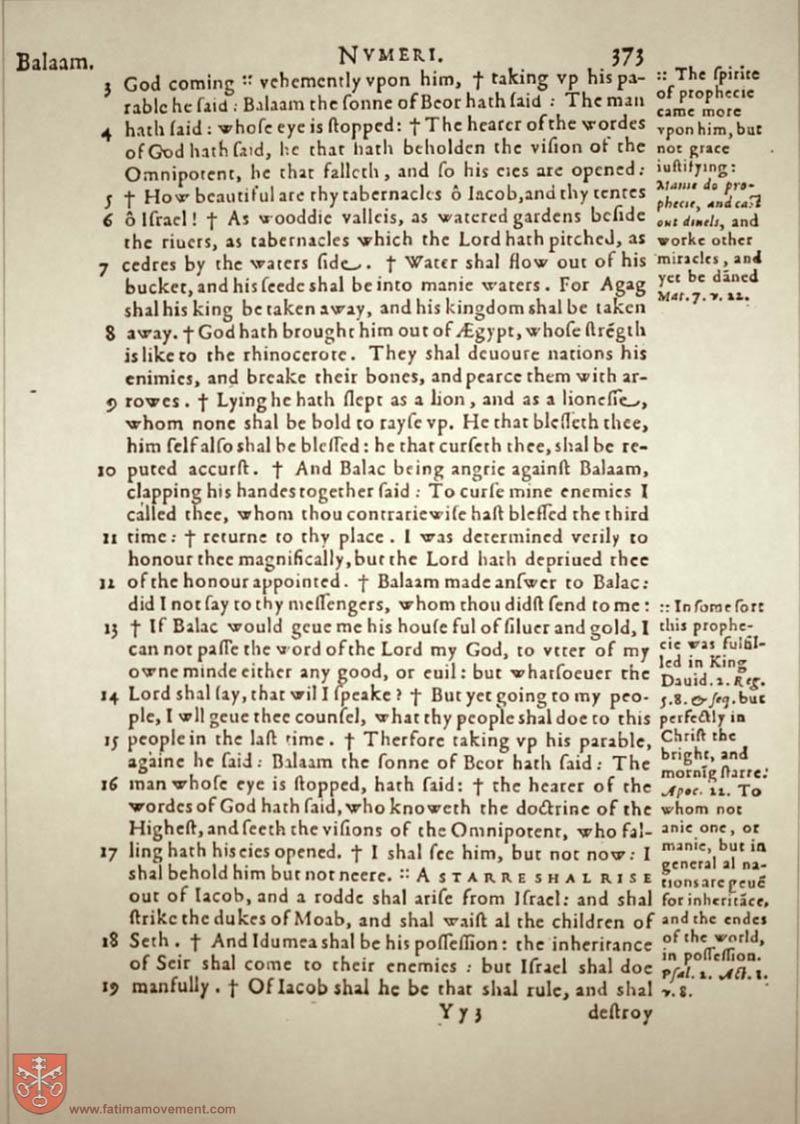 Balaam. NVMERI. 373
3 God coming :: vehemently vpon him, † taking vp his pa-
rable he ſaid: Balaam the ſonne of Beor hath ſaid: The man
4 hath ſaid: whoſe eye is ſtopped: † The hearer of the wordes
of God hath ſaid, he that hath beholden the viſion of the
Omnipotent, he that falleth, and ſo his eies are opened:
5 † How beautiful are thy tabernacles ô Iacob, and thy tentes
6 ô Iſrael! † As wooddie valleis, as watered gardens beſide
the riuers, as tabernacles which the Lord hath pitched, as
7 cedres by the waters ſide. † Water shal flow out of his
bucket, and his ſeede shal be into manie waters. For Agag
shal his king be taken away, and his kingdom shal be taken
8 away. † God hath brought him out of Ægypt, whoſe ſtrēgth
is like to the rhinocerote. They shal deuoure nations his
enimies, and breake their bones, and pearce them with ar-
9 rowes. † Lying he hath ſlept as a lion, and as a lioneſſe,
whom none shal be bold to rayſe vp. He that bleſſeth thee,
him ſelf alſo shal be bleſſed: he that curſeth thee, shal be re-
10 puted accurſt. † And Balac being angrie againſt Balaam,
clapping his handes together ſaid: To curſe mine enemies I
called thee, whom thou contrariewiſe haſt bleſſed the third
11 time: † returne to thy place. I was determined verily to
honour thee magnifically, but the Lord hath depriued thee
12 of the honour appointed. † Balaam made anſwer to Balac:
did I not ſay to thy meſſengers, whom thou didſt ſend to me:
13 † If Balac would geue me his houſe ful of ſiluer and gold, I
can not paſſe the word of the Lord my God, to vtter of my
owne minde either any good, or euil: but whatſoeuer the
14 Lord shal ſay, that wil I ſpeake? † But yet going to my peo-
ple, I wll geue thee counſel, what thy people shal doe to this
15 people in the laſt time. † Therfore taking vp his parable,
againe he ſaid: Balaam the ſonne of Beor hath ſaid: The
16 man whoſe eye is ſtopped, hath ſaid: † the hearer of the
wordes of God hath ſaid, who knoweth the doctrine of the
Higheſt, and ſeeth the viſions of the Omnipotent, who fal-
17 ling hath his eies opened. † I shal ſee him, but not now: I
shal behold him but not neere. :: A STARRE SHAL RISE
out of Iacob, and a rodde shal ariſe from Iſrael: and shal
ſtrike the dukes of Moab, and shal waiſt al the children of
18 Seth. † And Idumea shal be his poſſeſſion: the inheritance
of Seir shal come to their enemies: but Iſrael shal doe
19 manfully. † Of Iacob shal he be that shal rule, and shal
Yy3 deſtroy
:: The ſpirite
of prophecie
came more
vpon him, but
not grace
iuſtifying:
Manie do pro-
phecie, and caſt
out diuels, and
worke other
miracles, and
yet be dāned
Mat. 7. v. 22.
:: In ſome ſort
this prophe-
cie was fulfil-
led in King
Dauid. 2. Reg.
5. 8. & ſeq. but
perfectly in
Chriſt the
bright, and
mornīg ſtarre:
Apoc. 22. To
whom not
anie one, or
manie, but in
general al na-
tions are geuē
for inheritāce,
and the endes
of the world,
in poſſeſſion.
Pſal. 2. Act. 1.
v. 8.
www.fatimamovement.com